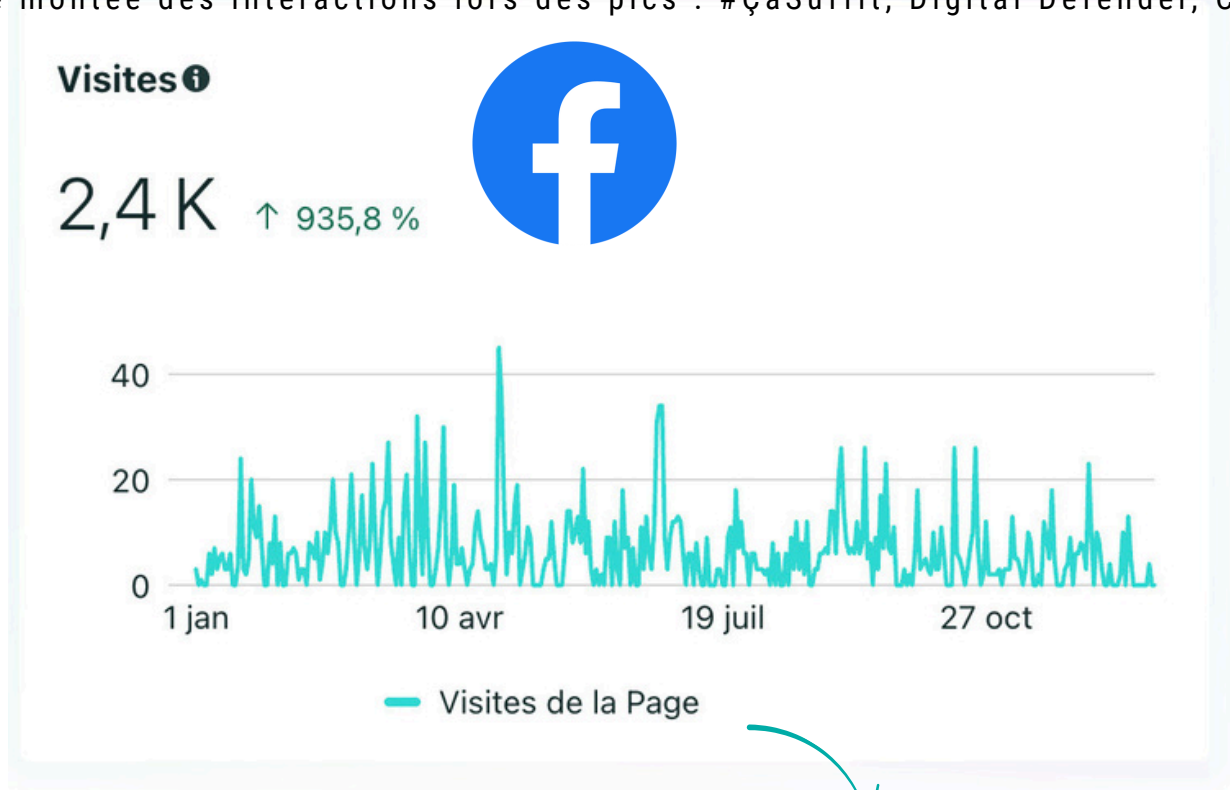 montée des interactions lors des pics : #ÇaSuffit, Digital Defender, C
Visites
2,4 K ↑ 935,8 %
40
20
0
1 jan 10 avr 19 juil 27 oct
Visites de la Page